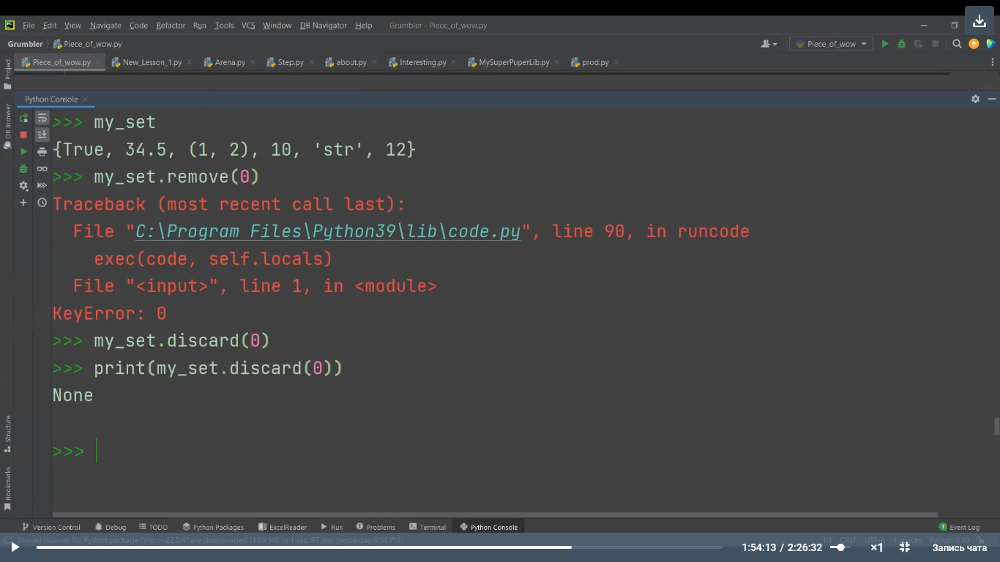 File Edit View Navigate Code Refactor Run Tools VCS Window DB Navigator Help Grumbler - Piece_of_wow.py
Grumbler Piece_of_wow.py Piece_of_wow
Piece_of_wow.py New_Lesson_1.py Arena.py Step.py about.py Interesting.py MySuperPuperLib.py prod.py
Project
DB Browser
Python Console
>>> my_set
{True, 34.5, (1, 2), 10, 'str', 12}
>>> my_set.remove(0)
Traceback (most recent call last):
  File "C:\Program Files\Python39\lib\code.py", line 90, in runcode
    exec(code, self.locals)
  File "<input>", line 1, in <module>
KeyError: 0
>>> my_set.discard(0)
>>> print(my_set.discard(0))
None
>>>
Structure
Bookmarks
Version Control Debug TODO Python Packages ExcelReader Run Problems Terminal Python Console 1 Event Log
Shared indexes for Python package "pip==22.0.4" are downloaded (1.69 MB in 1 sec, 97 ms) (yesterday 9:54 PM) 1:1 CRLF UTF-8 4 spaces Python 3.10
1:54:13 / 2:26:32 ×1 Запись чата